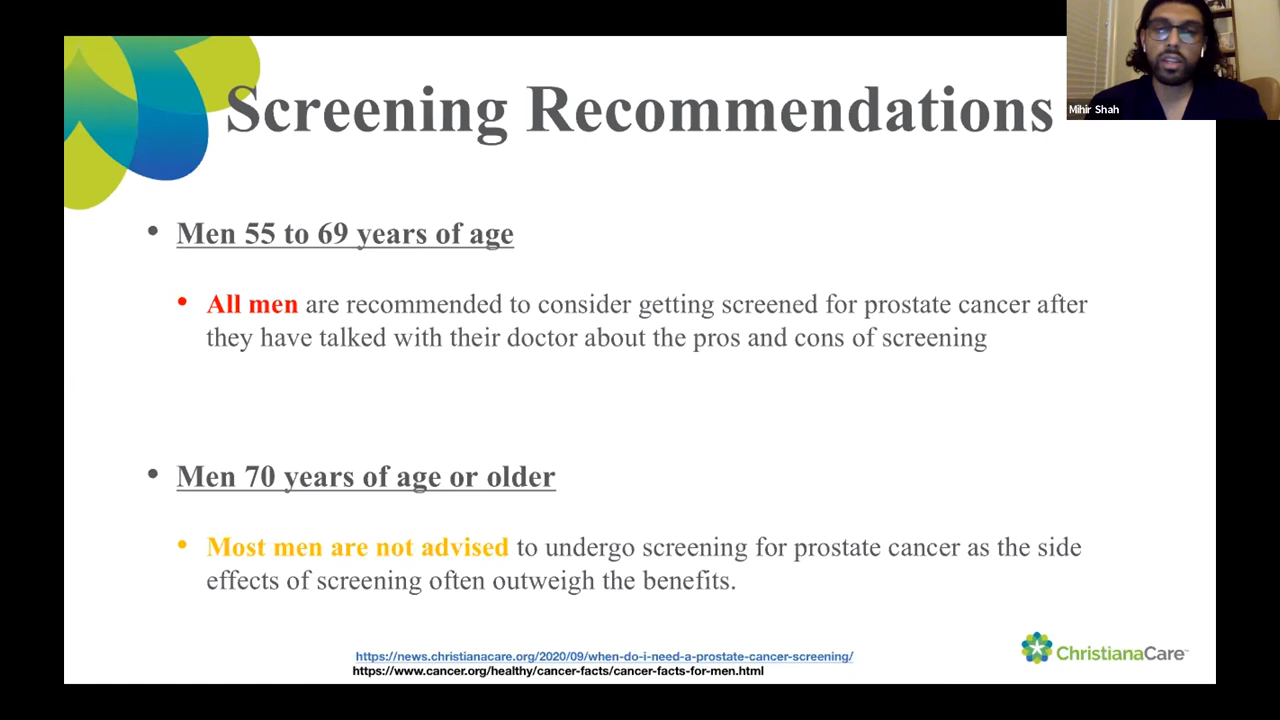 Screening Recommendations
Mihir Shah
• Men 55 to 69 years of age
• All men are recommended to consider getting screened for prostate cancer after
they have talked with their doctor about the pros and cons of screening
• Men 70 years of age or older
• Most men are not advised to undergo screening for prostate cancer as the side
effects of screening often outweigh the benefits.
https://news.christianacare.org/2020/09/when-do-i-need-a-prostate-cancer-screening/
https://www.cancer.org/healthy/cancer-facts/cancer-facts-for-men.html
ChristianaCare™